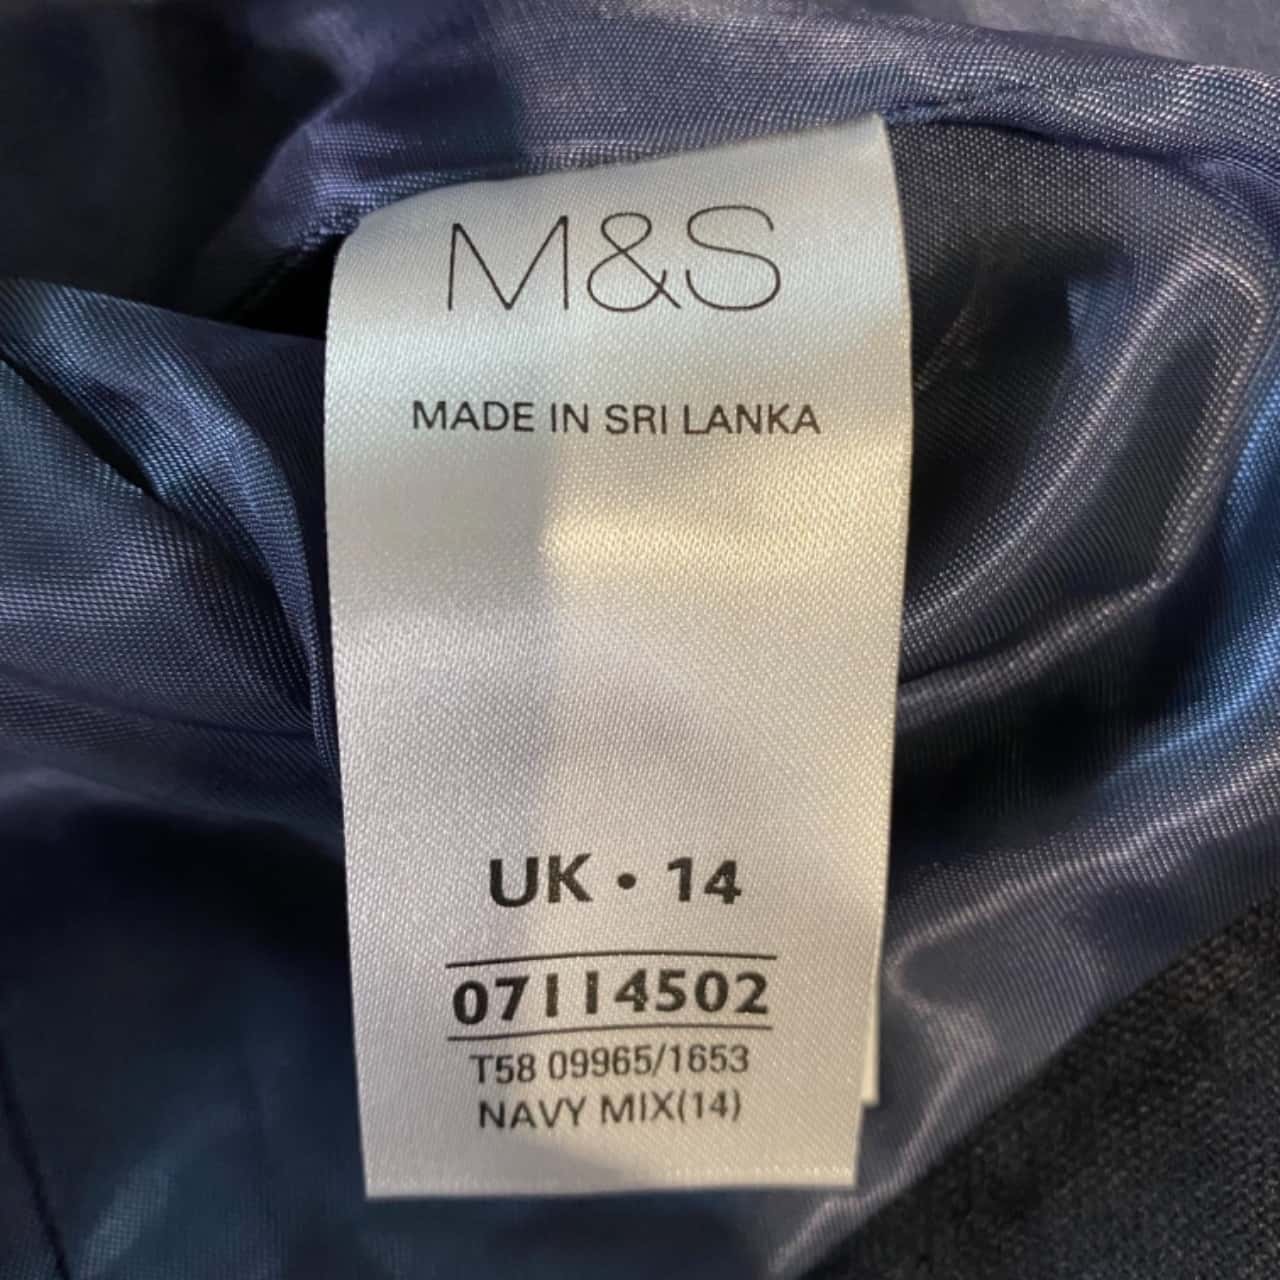 M&S
MADE IN SRI LANKA
UK • 14
07114502
T58 09965/1653
NAVY MIX(14)